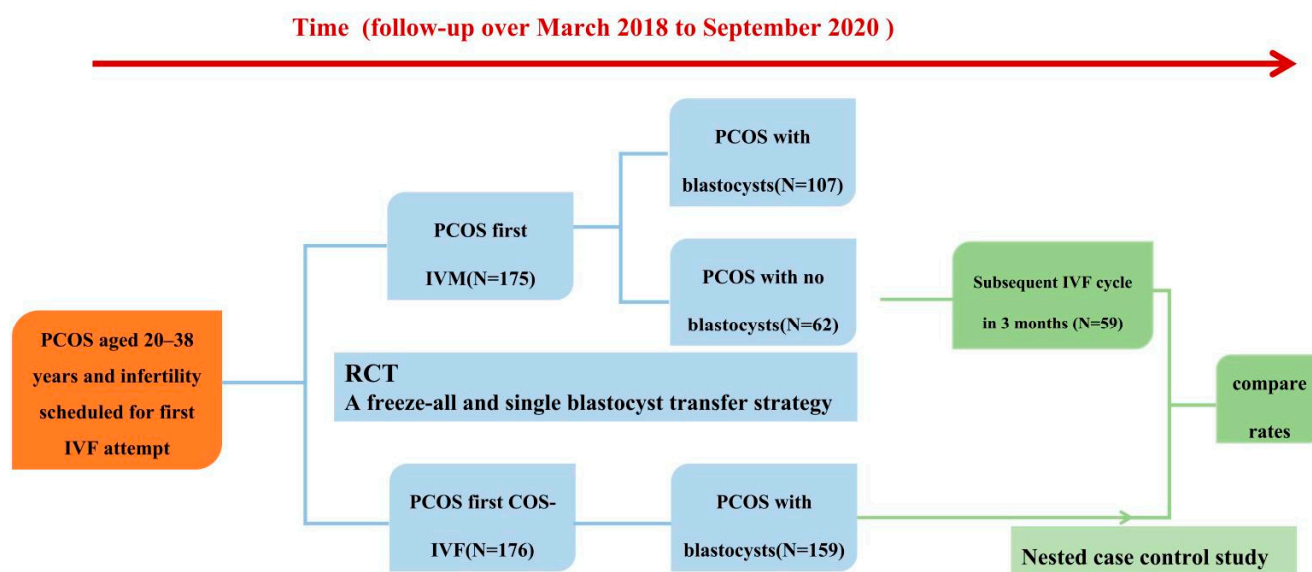 Time (follow-up over March 2018 to September 2020 )
PCOS with
blastocysts(N=107)
PCOS first
IVM(N=175)
PCOS with no
blastocysts(N=62)
Subsequent IVF cycle
in 3 months (N=59)
PCOS aged 20–38
years and infertility
scheduled for first
IVF attempt
RCT
A freeze-all and single blastocyst transfer strategy
compare
rates
PCOS first COS-
IVF(N=176)
PCOS with
blastocysts(N=159)
Nested case control study